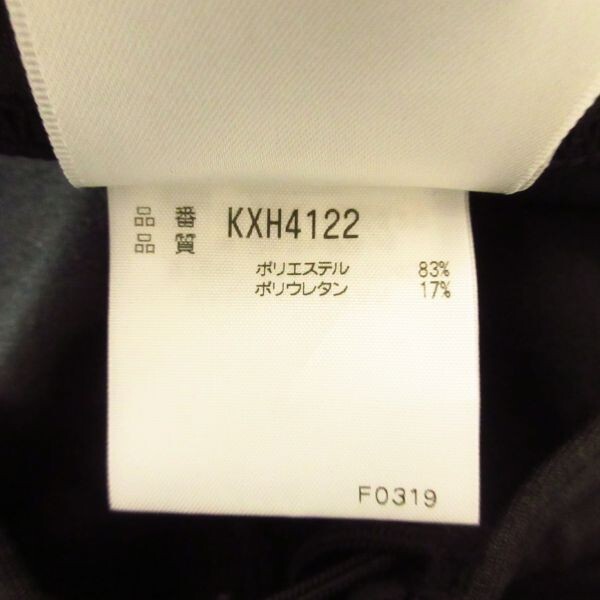 品 番 KXH4122
品 質
ポリエステル 83%
ポリウレタン 17%
F0319